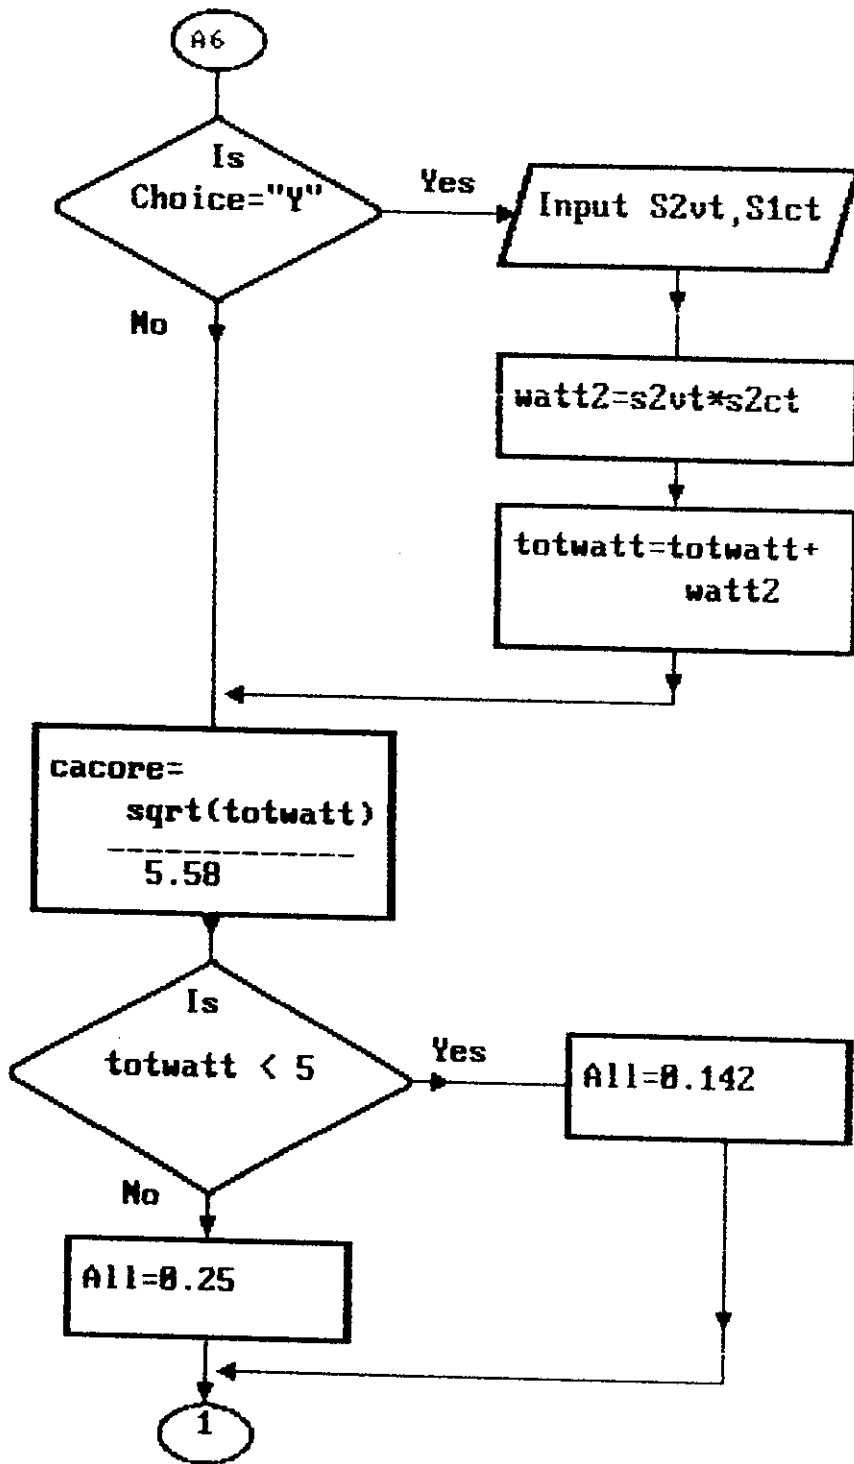 A6
Is
Choice="Y"
Yes
Input S2vt,S1ct
No
watt2=s2vt*s2ct
totwatt=totwatt+
watt2
cacore=
sqrt(totwatt)
5.58
Is
totwatt < 5
Yes
All=0.142
No
All=0.25
1